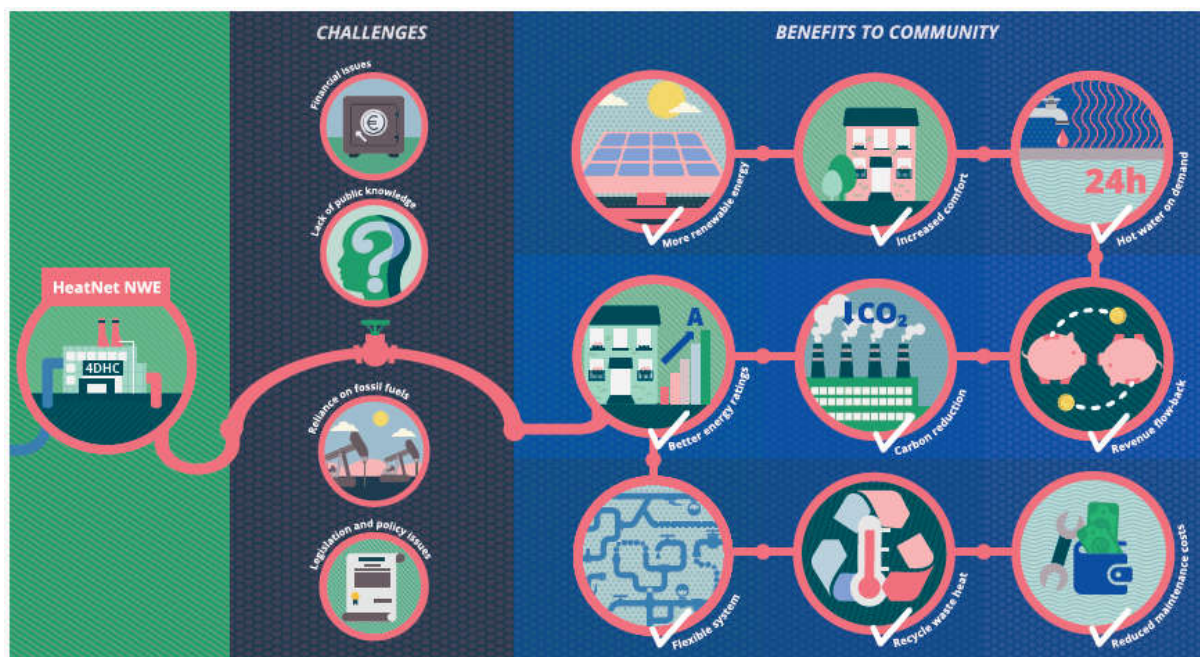 CHALLENGES
BENEFITS TO COMMUNITY
HeatNet NWE
4DHC
Financial issues
€
Lack of public knowledge
?
Reliance on fossil fuels
Legislation and policy issues
More renewable energy
Increased comfort
24h
Hot water on demand
A
Better energy ratings
CO₂
Carbon reduction
Revenue flow-back
Flexible system
Recycle waste heat
Reduced maintenance costs